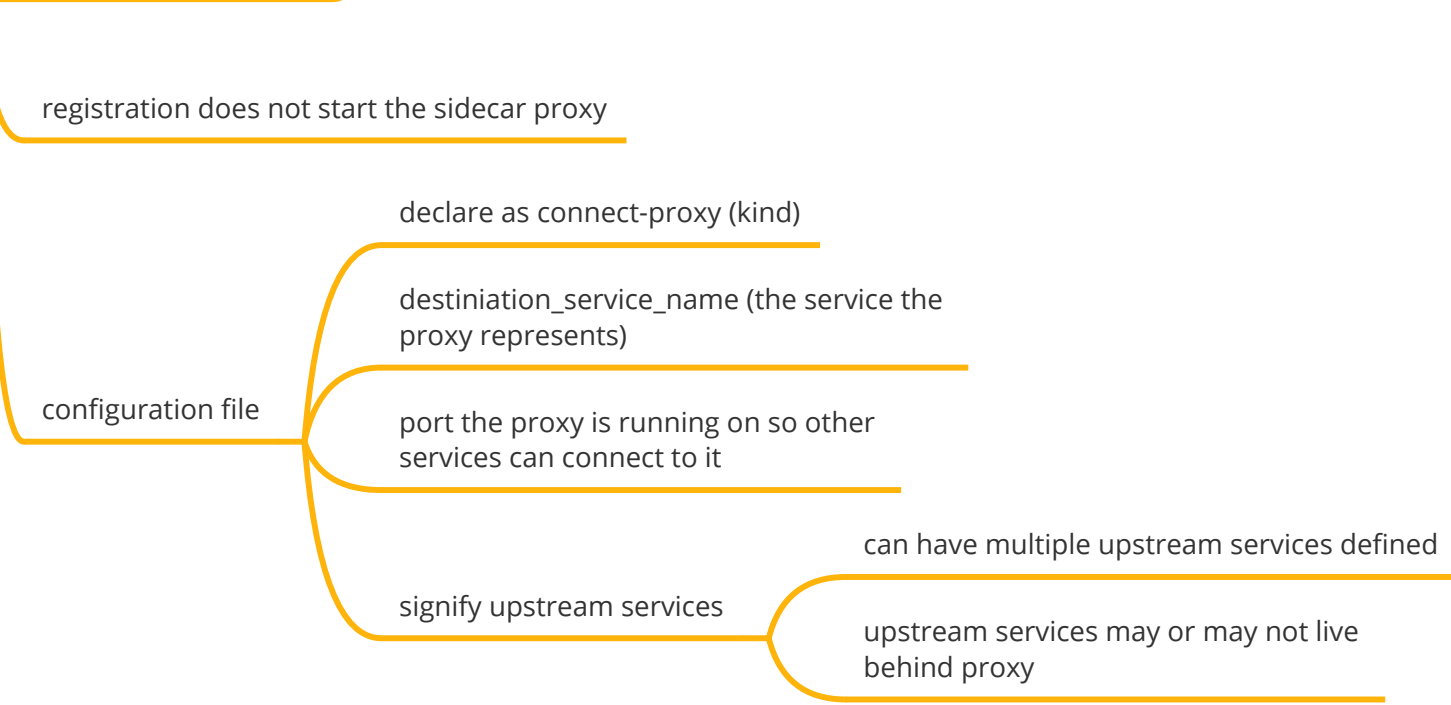 registration does not start the sidecar proxy
declare as connect-proxy (kind)
destiniation_service_name (the service the
proxy represents)
configuration file
port the proxy is running on so other
services can connect to it
can have multiple upstream services defined
signify upstream services
upstream services may or may not live
behind proxy